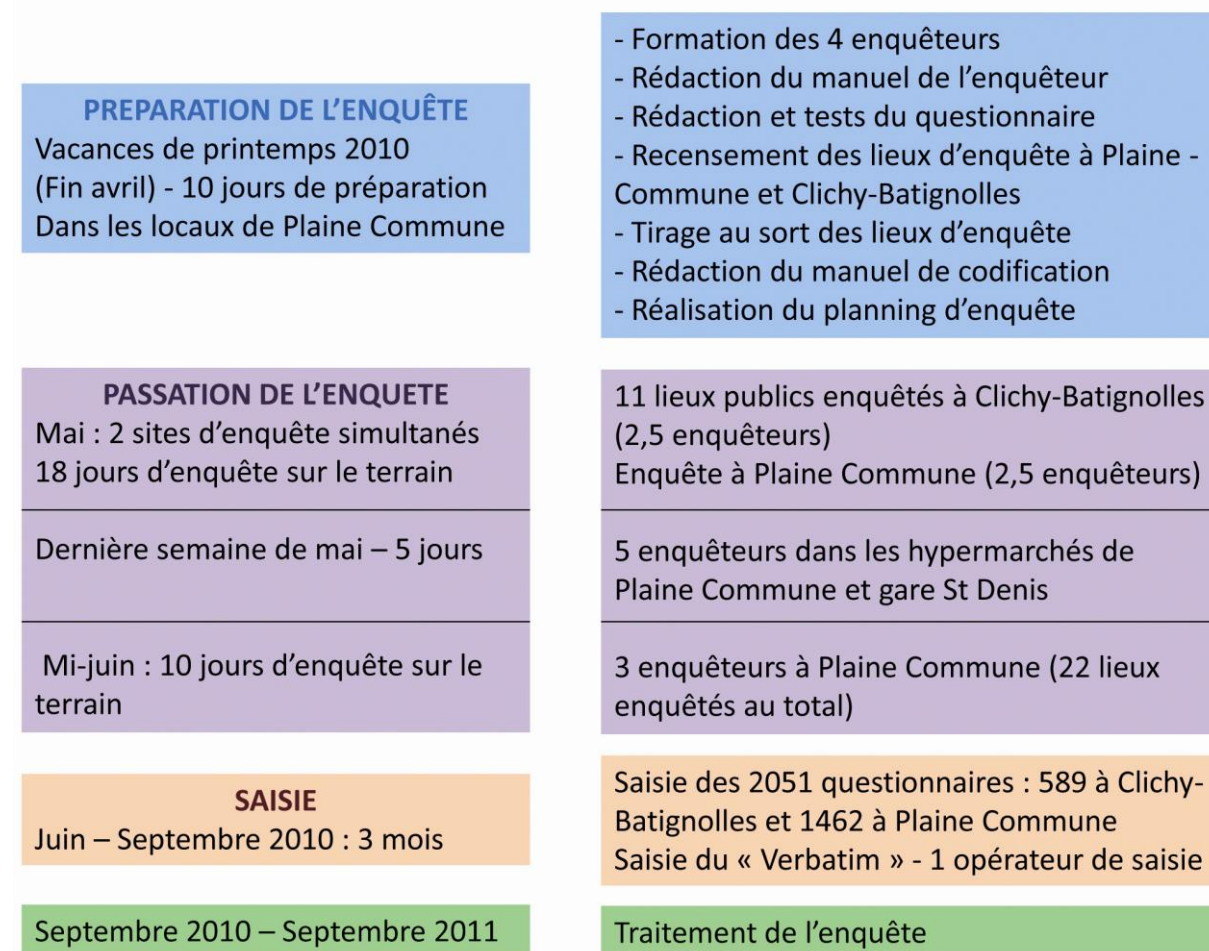 PREPARATION DE L'ENQUÊTE
Vacances de printemps 2010
(Fin avril) - 10 jours de préparation
Dans les locaux de Plaine Commune
- Formation des 4 enquêteurs
- Rédaction du manuel de l'enquêteur
- Rédaction et tests du questionnaire
- Recensement des lieux d'enquête à Plaine -
Commune et Clichy-Batignolles
- Tirage au sort des lieux d'enquête
- Rédaction du manuel de codification
- Réalisation du planning d'enquête
PASSATION DE L'ENQUETE
Mai : 2 sites d'enquête simultanés
18 jours d'enquête sur le terrain
11 lieux publics enquêtés à Clichy-Batignolles
(2,5 enquêteurs)
Enquête à Plaine Commune (2,5 enquêteurs)
Dernière semaine de mai – 5 jours
5 enquêteurs dans les hypermarchés de
Plaine Commune et gare St Denis
Mi-juin : 10 jours d'enquête sur le
terrain
3 enquêteurs à Plaine Commune (22 lieux
enquêtés au total)
SAISIE
Juin – Septembre 2010 : 3 mois
Saisie des 2051 questionnaires : 589 à Clichy-
Batignolles et 1462 à Plaine Commune
Saisie du « Verbatim » - 1 opérateur de saisie
Septembre 2010 – Septembre 2011
Traitement de l'enquête